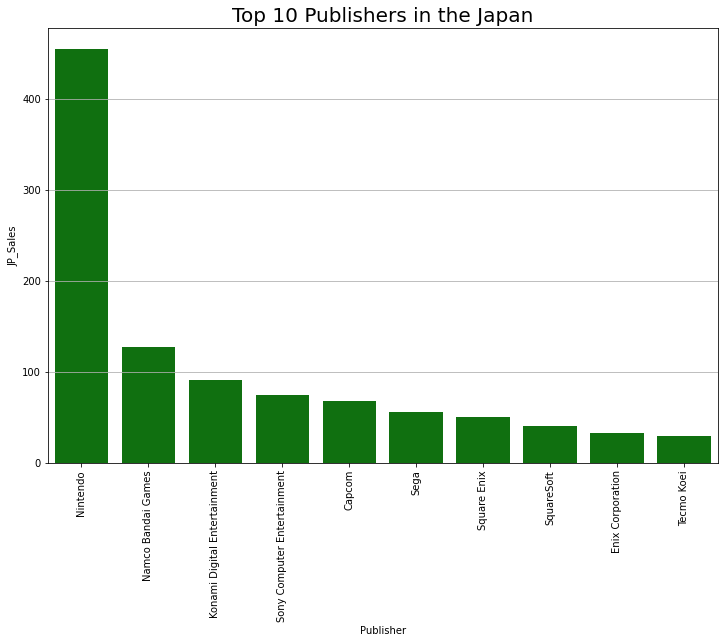 Top 10 Publishers in the Japan
JP_Sales
400
300
200
100
0
Nintendo
Namco Bandai Games
Konami Digital Entertainment
Sony Computer Entertainment
Capcom
Sega
Square Enix
SquareSoft
Enix Corporation
Tecmo Koei
Publisher